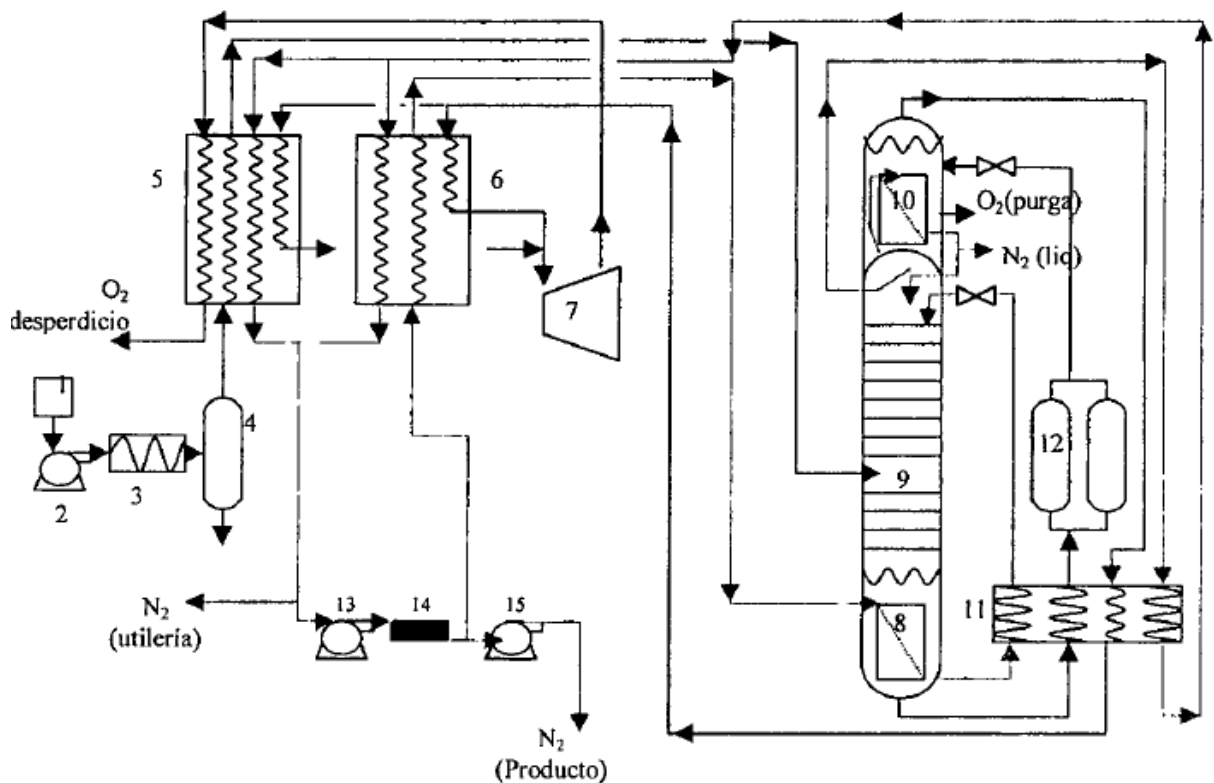 5
6
7
O₂
desperdicio
1
2
3
4
N₂
(utilería)
13
14
15
N₂
(Producto)
10
O₂(purga)
N₂ (liq)
9
12
11
8